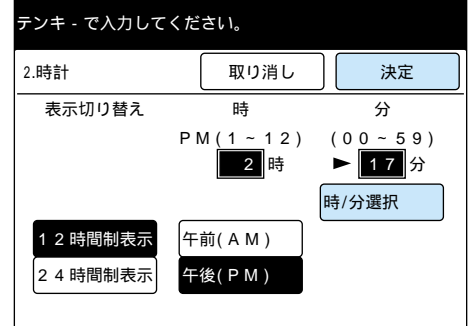 テンキ - で入力してください。
2.時計 取り消し 決定
表示切り替え 時 分
ＰＭ(１~１２) (００~５９)
２ 時 ► １７ 分
時/分選択
１２時間制表示 午前(ＡＭ)
２４時間制表示 午後(ＰＭ)